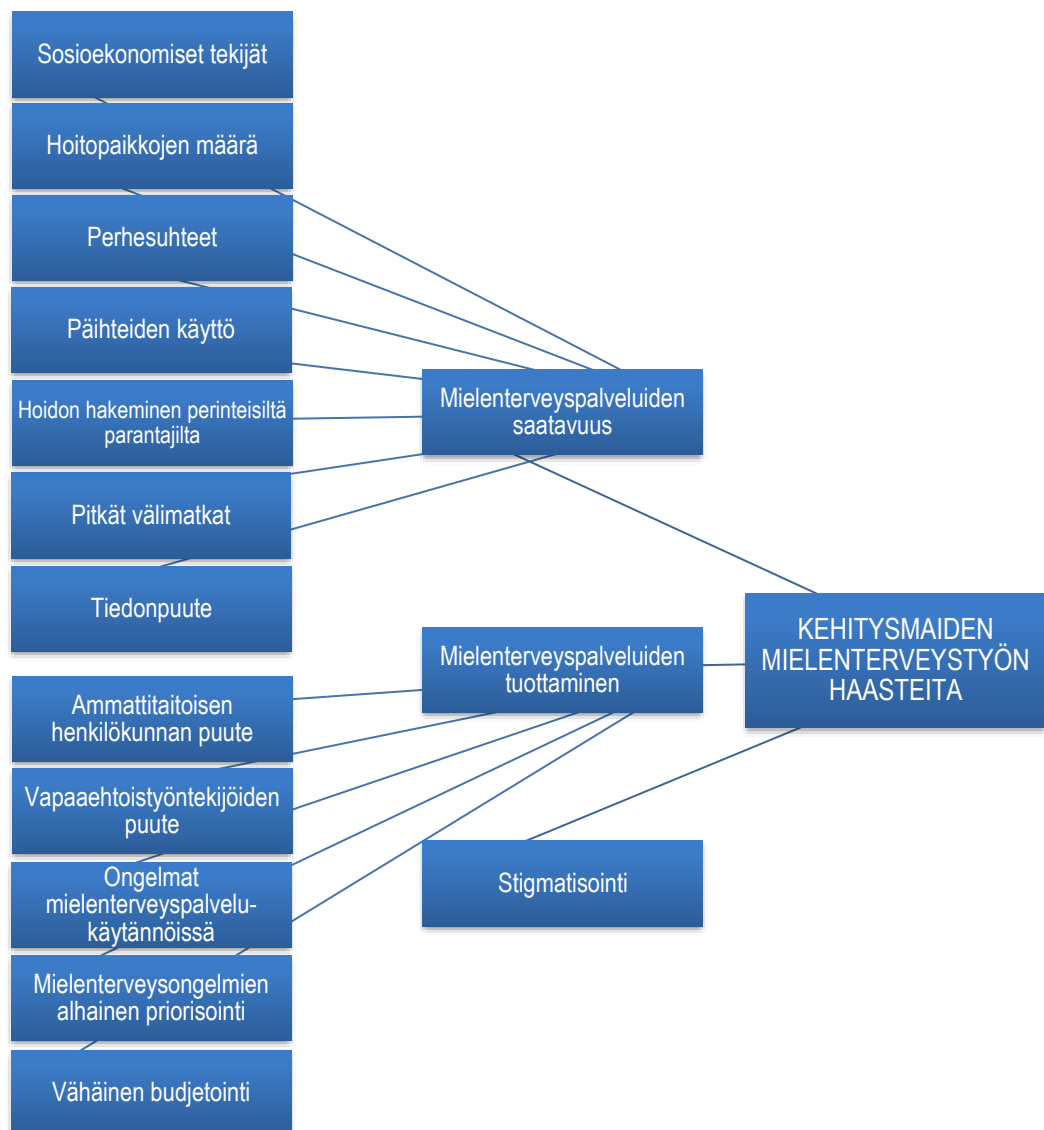 Sosioekonomiset tekijät
Hoitopaikkojen määrä
Perhesuhteet
Päihteiden käyttö
Hoidon hakeminen perinteisiltä
parantajilta
Pitkät välimatkat
Tiedonpuute
Ammattitaitoisen
henkilökunnan puute
Vapaaehtoistyöntekijöiden
puute
Ongelmat
mielenterveyspalvelu-
käytännöissä
Mielenterveysongelmien
alhainen priorisointi
Vähäinen budjetointi
Mielenterveyspalveluiden
saatavuus
Mielenterveyspalveluiden
tuottaminen
Stigmatisointi
KEHITYSMAIDEN
MIELENTERVEYSTYÖN
HAASTEITA